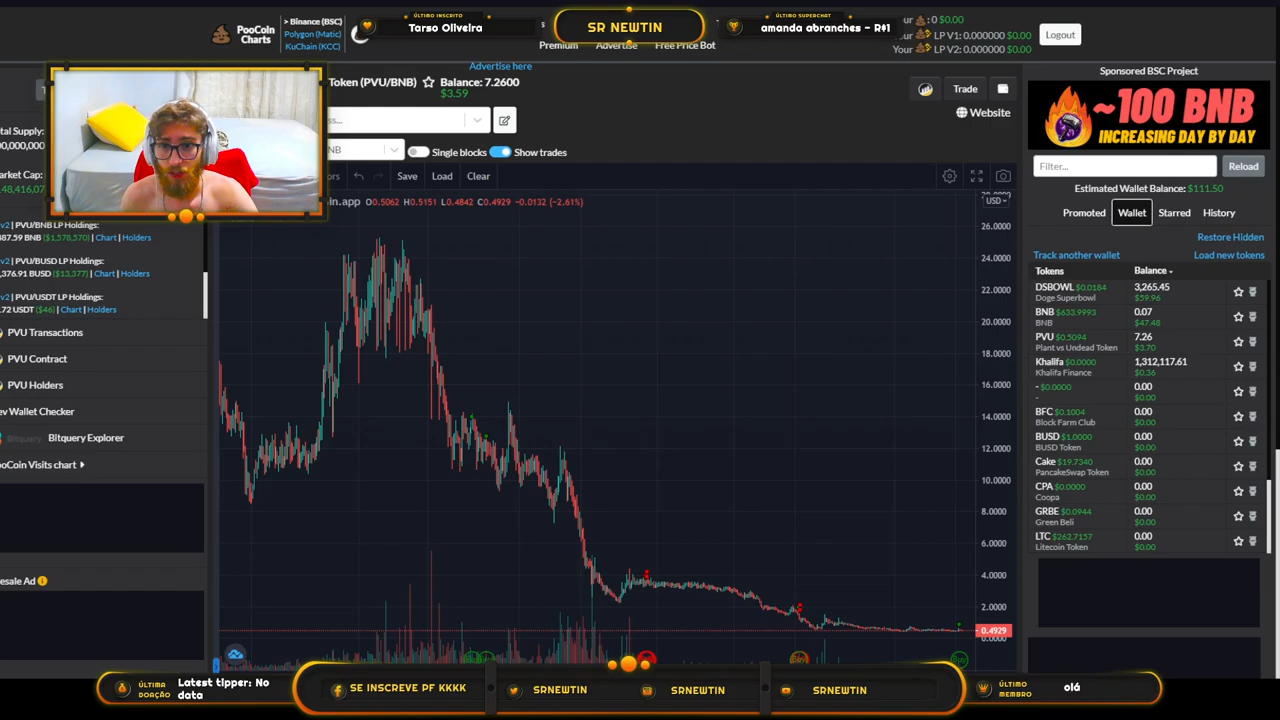 PooCoin
Charts
> Binance (BSC)
Polygon (Matic)
KuChain (KCC)
ÚLTIMO INSCRITO
Tarso Oliveira
SR NEWTIN
ÚLTIMO SUPERCHAT
amanda abranches - R$1
Premium
Advertise
Free Price Bot
: 0 $0.00
Your LP V1: 0.000000 $0.00
Your LP V2: 0.000000 $0.00
Logout
Advertise here
Token (PVU/BNB)
Balance: 7.2600
$3.59
Trade
Website
NB
Single blocks
Show trades
Save
Load
Clear
O0.5062 H0.5151 L0.4842 C0.4929 -0.0132 (-2.61%)
USD
26.0000
24.0000
22.0000
20.0000
18.0000
16.0000
14.0000
12.0000
10.0000
8.0000
6.0000
4.0000
2.0000
0.4929
0.0000
tal Supply:
v2 | PVU/BNB LP Holdings:
87.59 BNB ($1,578,570) | Chart | Holders
v2 | PVU/BUSD LP Holdings:
,376.91 BUSD ($13,377) | Chart | Holders
v2 | PVU/USDT LP Holdings:
.72 USDT ($46) | Chart | Holders
PVU Transactions
PVU Contract
PVU Holders
ev Wallet Checker
Bitquery Bitquery Explorer
ooCoin Visits chart
esale Ad
Sponsored BSC Project
~100 BNB
INCREASING DAY BY DAY
Filter...
Reload
Estimated Wallet Balance: $111.50
Promoted
Wallet
Starred
History
Restore Hidden
Track another wallet
Load new tokens
Tokens
Balance
DSBOWL $0.0184
3,265.45
Doge Superbowl
$59.96
BNB $633.9993
0.07
BNB
$47.48
PVU $0.5094
7.26
Plant vs Undead Token
$3.70
Khalifa $0.0000
1,312,117.61
Khalifa Finance
$0.36
- $0.0000
0.00
-
$0.00
BFC $0.1004
0.00
Block Farm Club
$0.00
BUSD $1.0000
0.00
BUSD Token
$0.00
Cake $19.7340
0.00
PancakeSwap Token
$0.00
CPA $0.0000
0.00
Coopa
$0.00
GRBE $0.0944
0.00
Green Beli
$0.00
LTC $262.7157
0.00
Litecoin Token
$0.00
ÚLTIMA
DOAÇÃO
Latest tipper: No
data
SE INSCREVE PF KKKK
SRNEWTIN
SRNEWTIN
SRNEWTIN
ÚLTIMO
MEMBRO
olá